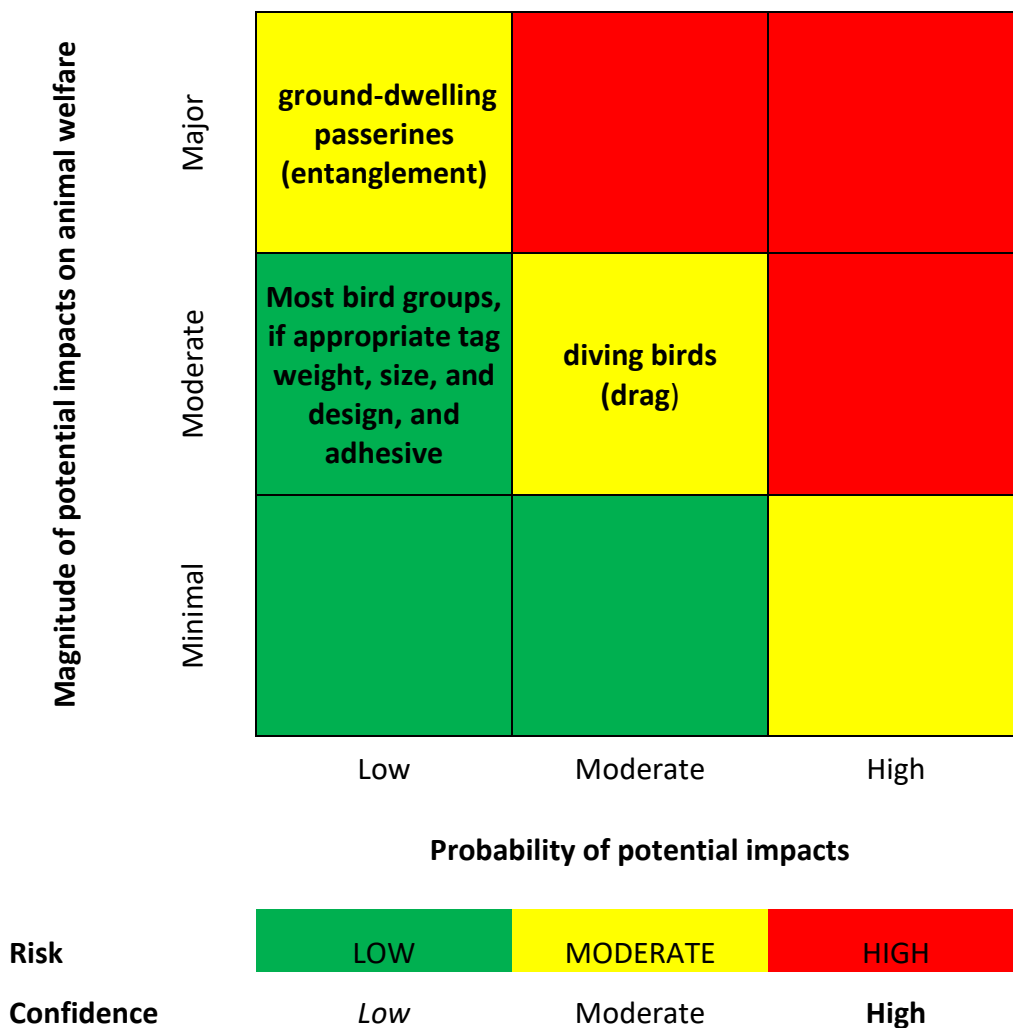 Magnitude of potential impacts on animal welfare
Major
ground-dwelling
passerines
(entanglement)
Moderate
Most bird groups,
if appropriate tag
weight, size, and
design, and
adhesive
diving birds
(drag)
Minimal
Low
Moderate
High
Probability of potential impacts
Risk
LOW
MODERATE
HIGH
Confidence
Low
Moderate
High